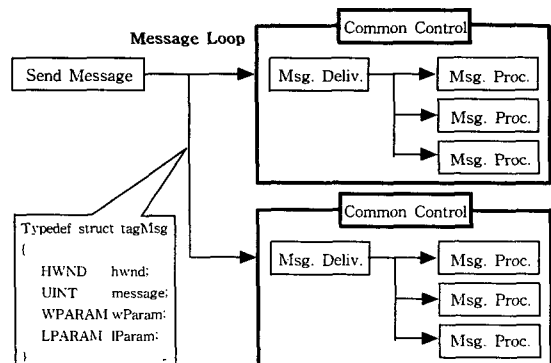 Common Control
Message Loop
Send Message
Msg. Deliv.
Msg. Proc.
Msg. Proc.
Msg. Proc.
Common Control
Typedef struct tagMsg
{
HWND hwnd;
UINT message;
WPARAM wParam;
LPARAM lParam;
}
Msg. Deliv.
Msg. Proc.
Msg. Proc.
Msg. Proc.